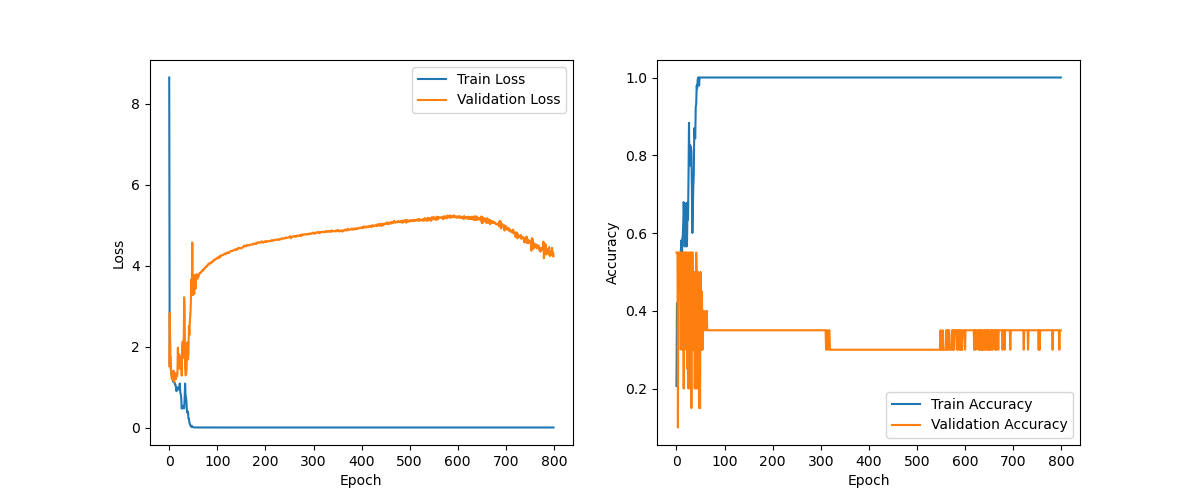 Train Loss
Validation Loss
8
6
4
2
0
Loss
0 100 200 300 400 500 600 700 800
Epoch
1.0
0.8
0.6
0.4
0.2
Accuracy
Train Accuracy
Validation Accuracy
0 100 200 300 400 500 600 700 800
Epoch